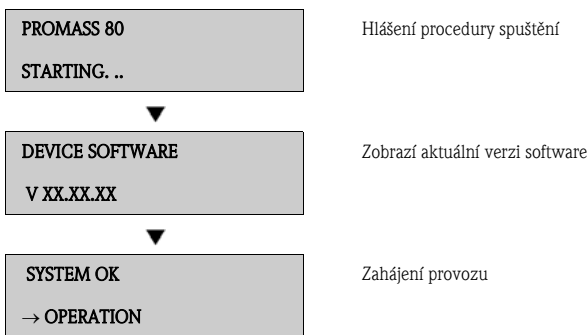 PROMASS 80
Hlášení procedury spuštění
STARTING. ..
DEVICE SOFTWARE
Zobrazí aktuální verzi software
V XX.XX.XX
SYSTEM OK
Zahájení provozu
→ OPERATION